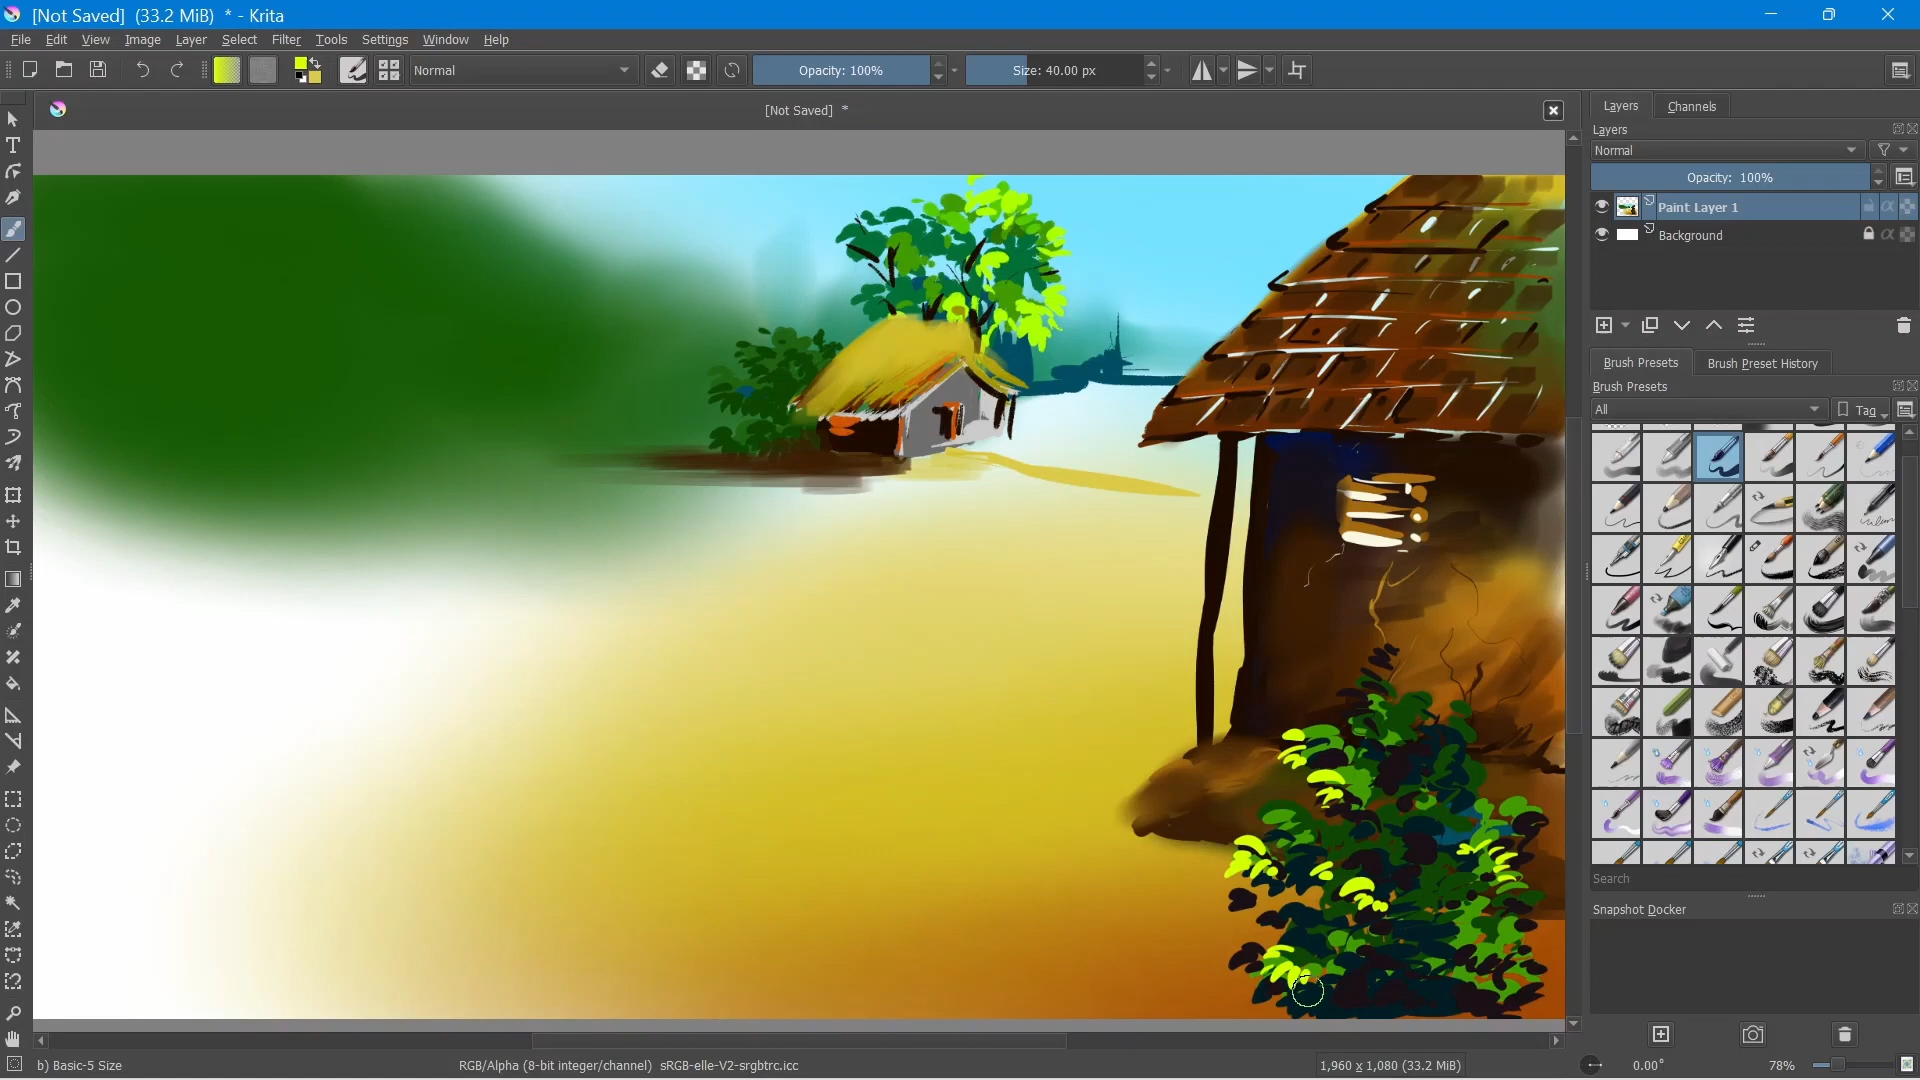 [Not Saved]  (33.2 MiB)  * - Krita
File Edit View Image Layer Select Filter Tools Settings Window Help
Normal Opacity: 100% Size: 40.00 px
[Not Saved]  *
Layers Channels
Layers
Normal
Opacity:  100%
Paint Layer 1
Background
Brush Presets Brush Preset History
Brush Presets
All Tag
Search
Snapshot Docker
b) Basic-5 Size RGB/Alpha (8-bit integer/channel)  sRGB-elle-V2-srgbtrc.icc 1,960 x 1,080 (33.2 MiB) 0.00° 78%